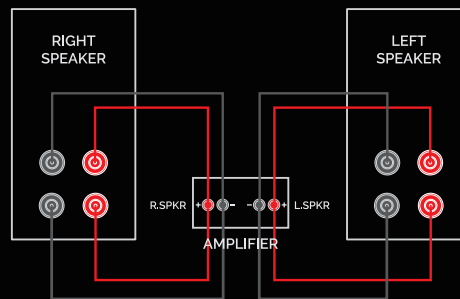 RIGHT
SPEAKER
LEFT
SPEAKER
R.SPKR + - - + L.SPKR
AMPLIFIER